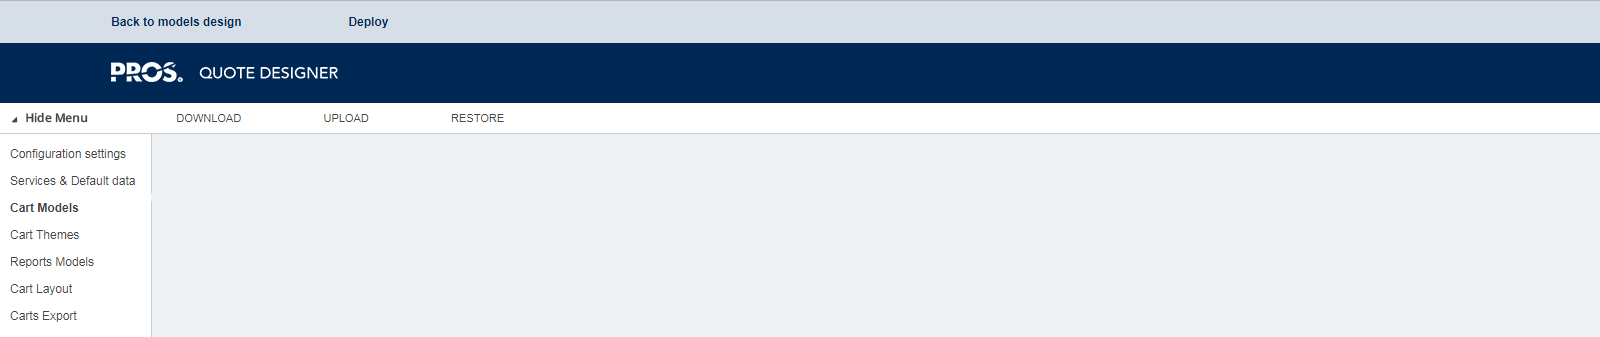 Back to models design Deploy
PROS. QUOTE DESIGNER
Hide Menu DOWNLOAD UPLOAD RESTORE
Configuration settings
Services & Default data
Cart Models
Cart Themes
Reports Models
Cart Layout
Carts Export